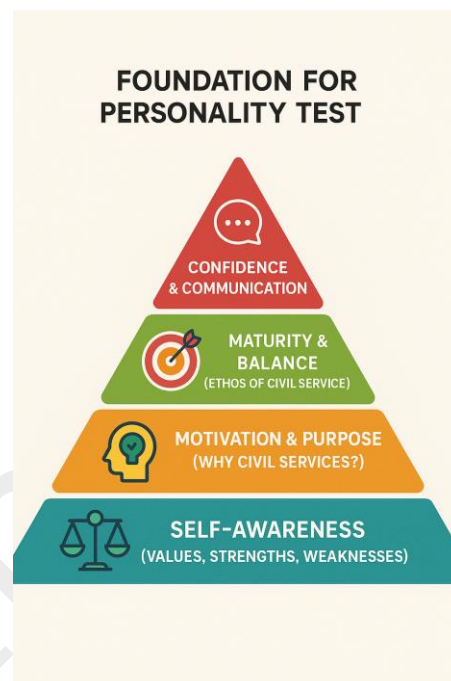 FOUNDATION FOR
PERSONALITY TEST
CONFIDENCE
& COMMUNICATION
MATURITY &
BALANCE
(ETHOS OF CIVIL SERVICE)
MOTIVATION & PURPOSE
(WHY CIVIL SERVICES?)
SELF-AWARENESS
(VALUES, STRENGTHS, WEAKNESSES)